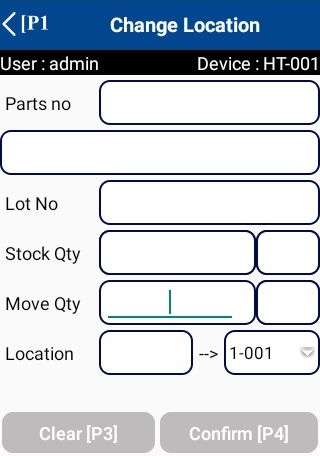 [P1 Change Location
User : admin Device : HT-001
Parts no
Lot No
Stock Qty
Move Qty
Location --> 1-001
Clear [P3] Confirm [P4]